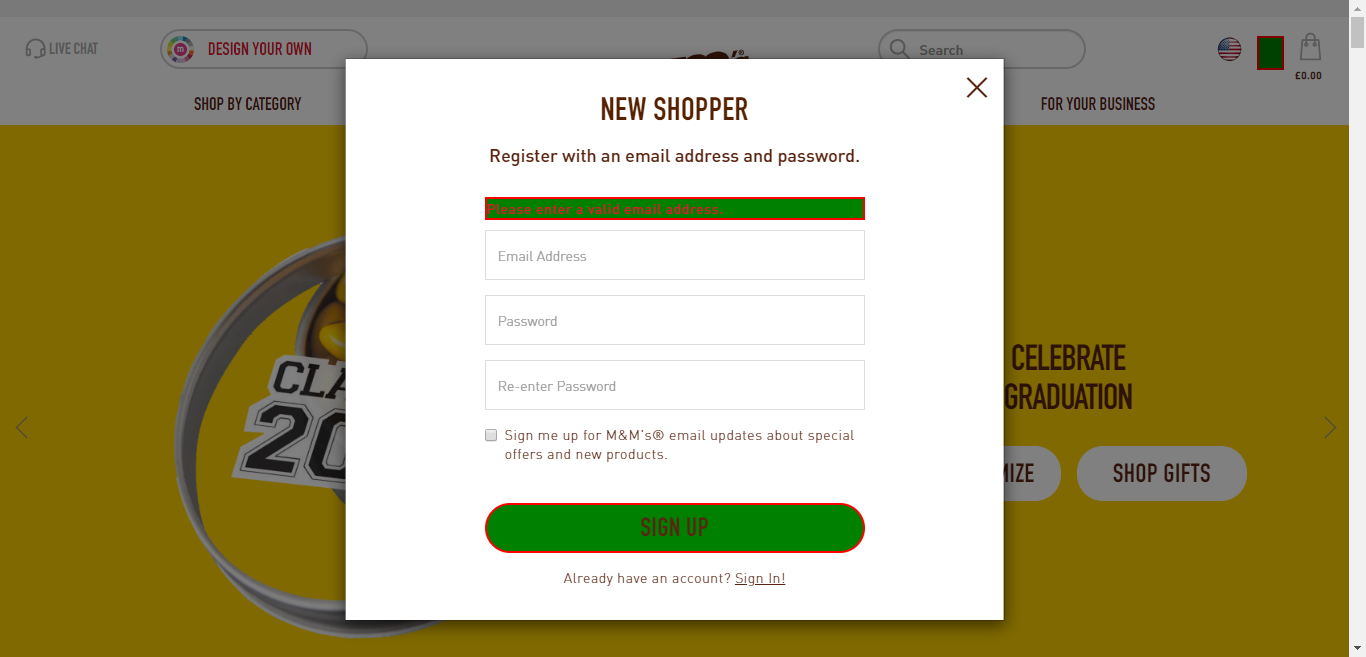 LIVE CHAT
DESIGN YOUR OWN
Search
£0.00
SHOP BY CATEGORY
FOR YOUR BUSINESS
NEW SHOPPER
Register with an email address and password.
Please enter a valid email address.
Email Address
Password
Re-enter Password
Sign me up for M&M's® email updates about special
offers and new products.
SIGN UP
Already have an account? Sign In!
CELEBRATE
GRADUATION
SHOP GIFTS